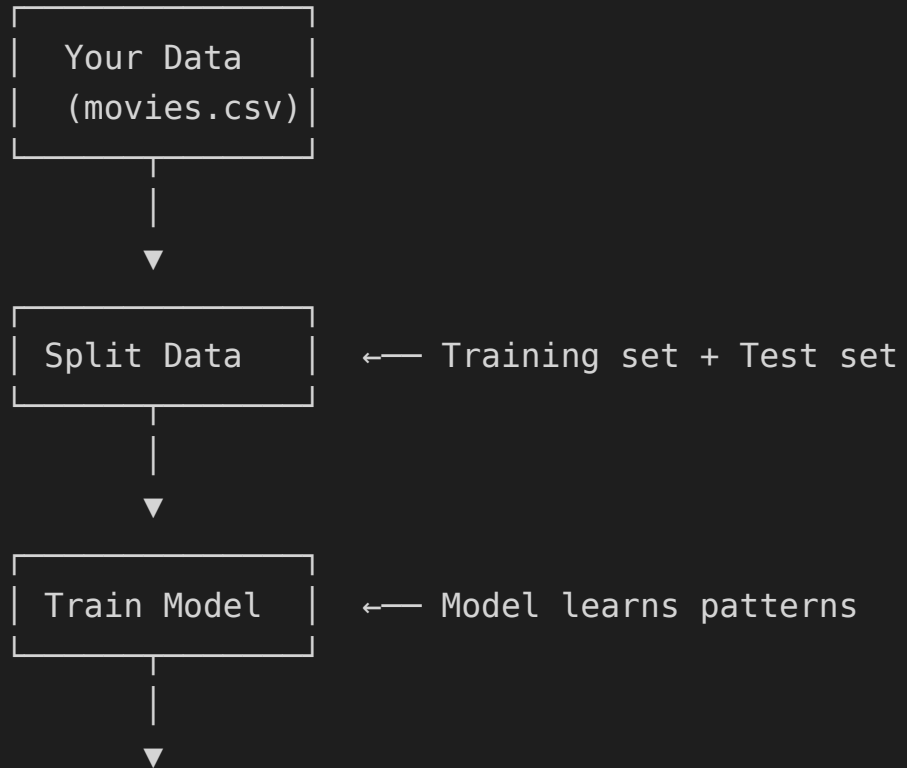 Your Data
(movies.csv)
Split Data ←── Training set + Test set
Train Model ←── Model learns patterns